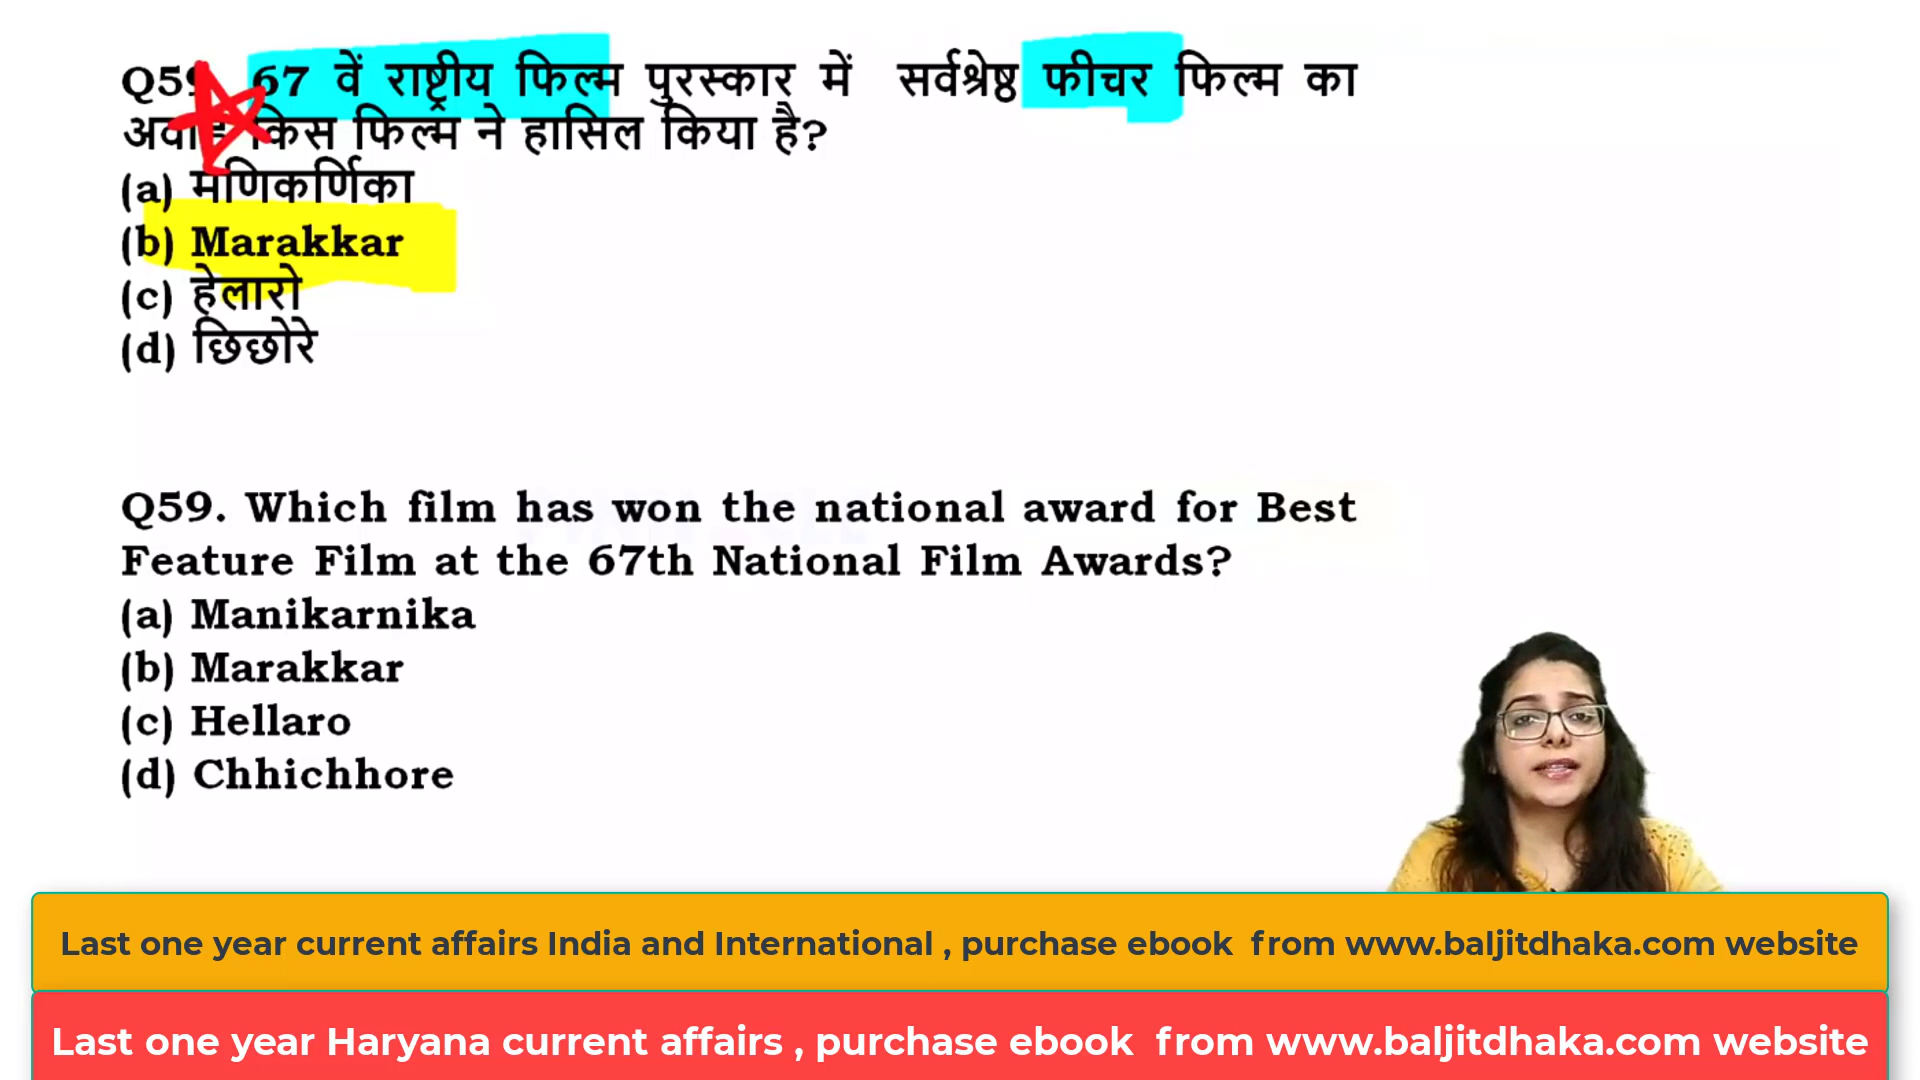 Q59 67 वें राष्ट्रीय फिल्म पुरस्कार में सर्वश्रेष्ठ फीचर फिल्म का
किस फिल्म ने हासिल किया है?
(a) मणिकर्णिका
(b) Marakkar
(c) हेलारो
(d) छिछोरे
Q59. Which film has won the national award for Best
Feature Film at the 67th National Film Awards?
(a) Manikarnika
(b) Marakkar
(c) Hellaro
(d) Chhichhore
Last one year current affairs India and International , purchase ebook from www.baljitdhaka.com website
Last one year Haryana current affairs , purchase ebook from www.baljitdhaka.com website